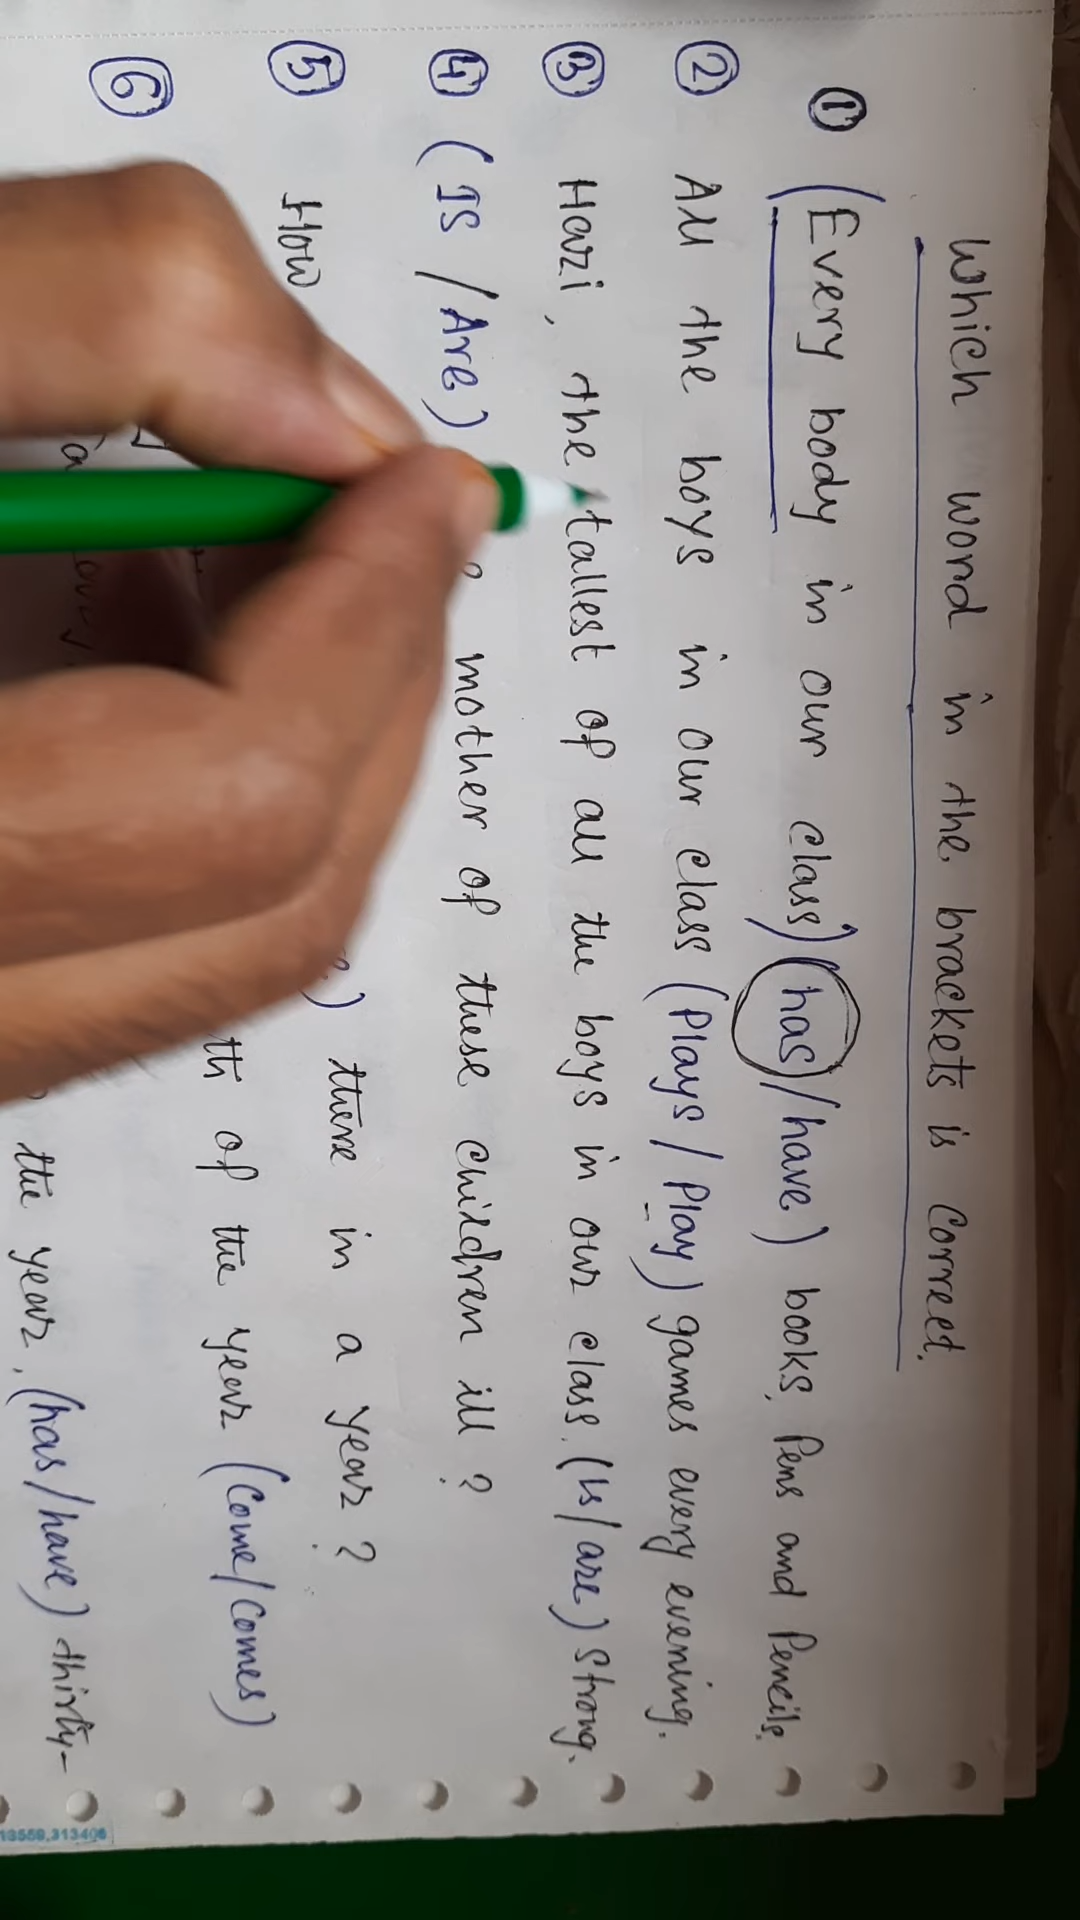 Which word in the brackets is correct.
① (Every body in our class) (has/have) books, Pens and Pencils.
② All the boys in our class (Plays/Play) games every evening.
③ Hari, the tallest of all the boys in our class. (is/are) strong.
④ (Is/Are) mother of these children ill?
⑤ How ) there in a year?
⑥ th of the year (Come/Comes)
the year, (has/have) thirty-
13559,313406